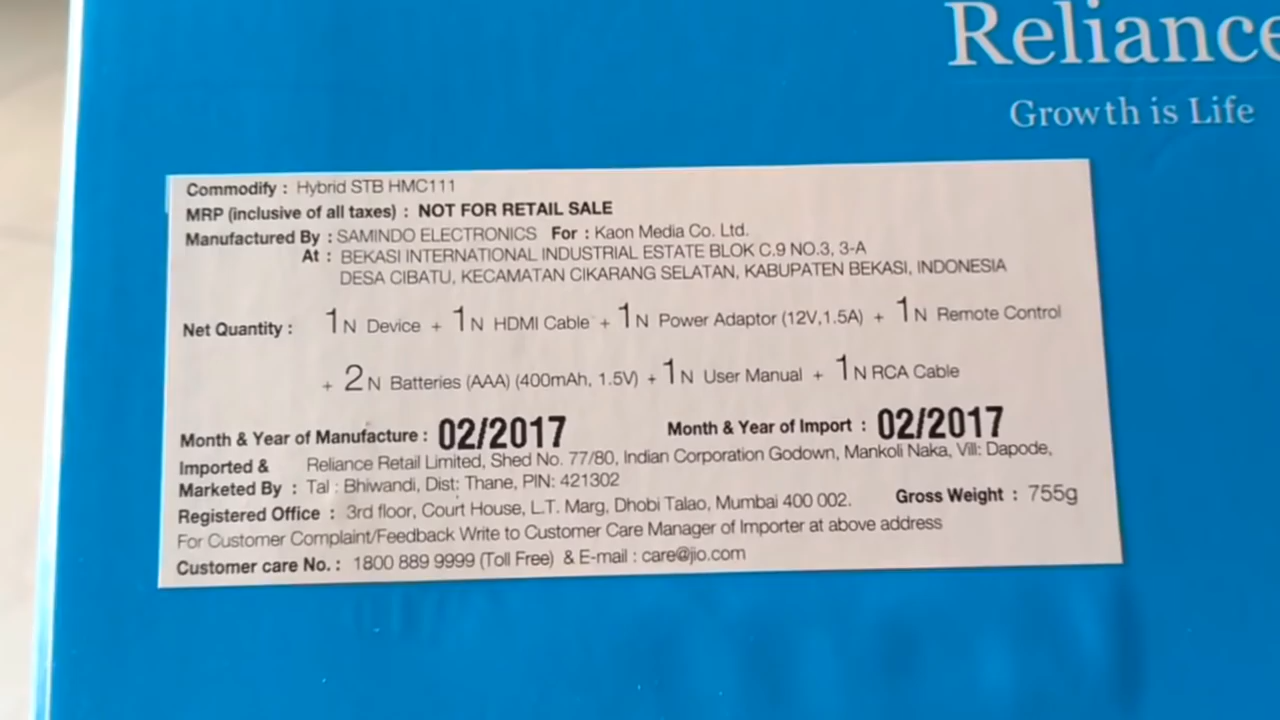 Reliance
Growth is Life
Commodify : Hybrid STB HMC111
MRP (inclusive of all taxes) : NOT FOR RETAIL SALE
Manufactured By : SAMINDO ELECTRONICS For : Kaon Media Co. Ltd.
At : BEKASI INTERNATIONAL INDUSTRIAL ESTATE BLOK C.9 NO.3, 3-A
DESA CIBATU, KECAMATAN CIKARANG SELATAN, KABUPATEN BEKASI, INDONESIA
Net Quantity : 1N Device + 1N HDMI Cable + 1N Power Adaptor (12V,1.5A) + 1N Remote Control
+ 2N Batteries (AAA) (400mAh, 1.5V) + 1N User Manual + 1N RCA Cable
Month & Year of Manufacture : 02/2017 Month & Year of Import : 02/2017
Imported & Reliance Retail Limited, Shed No. 77/80, Indian Corporation Godown, Mankoli Naka, Vill: Dapode,
Marketed By : Tal : Bhiwandi, Dist: Thane, PIN: 421302
Registered Office : 3rd floor, Court House, L.T. Marg, Dhobi Talao, Mumbai 400 002. Gross Weight : 755g
For Customer Complaint/Feedback Write to Customer Care Manager of Importer at above address
Customer care No. : 1800 889 9999 (Toll Free) & E-mail : care@jio.com